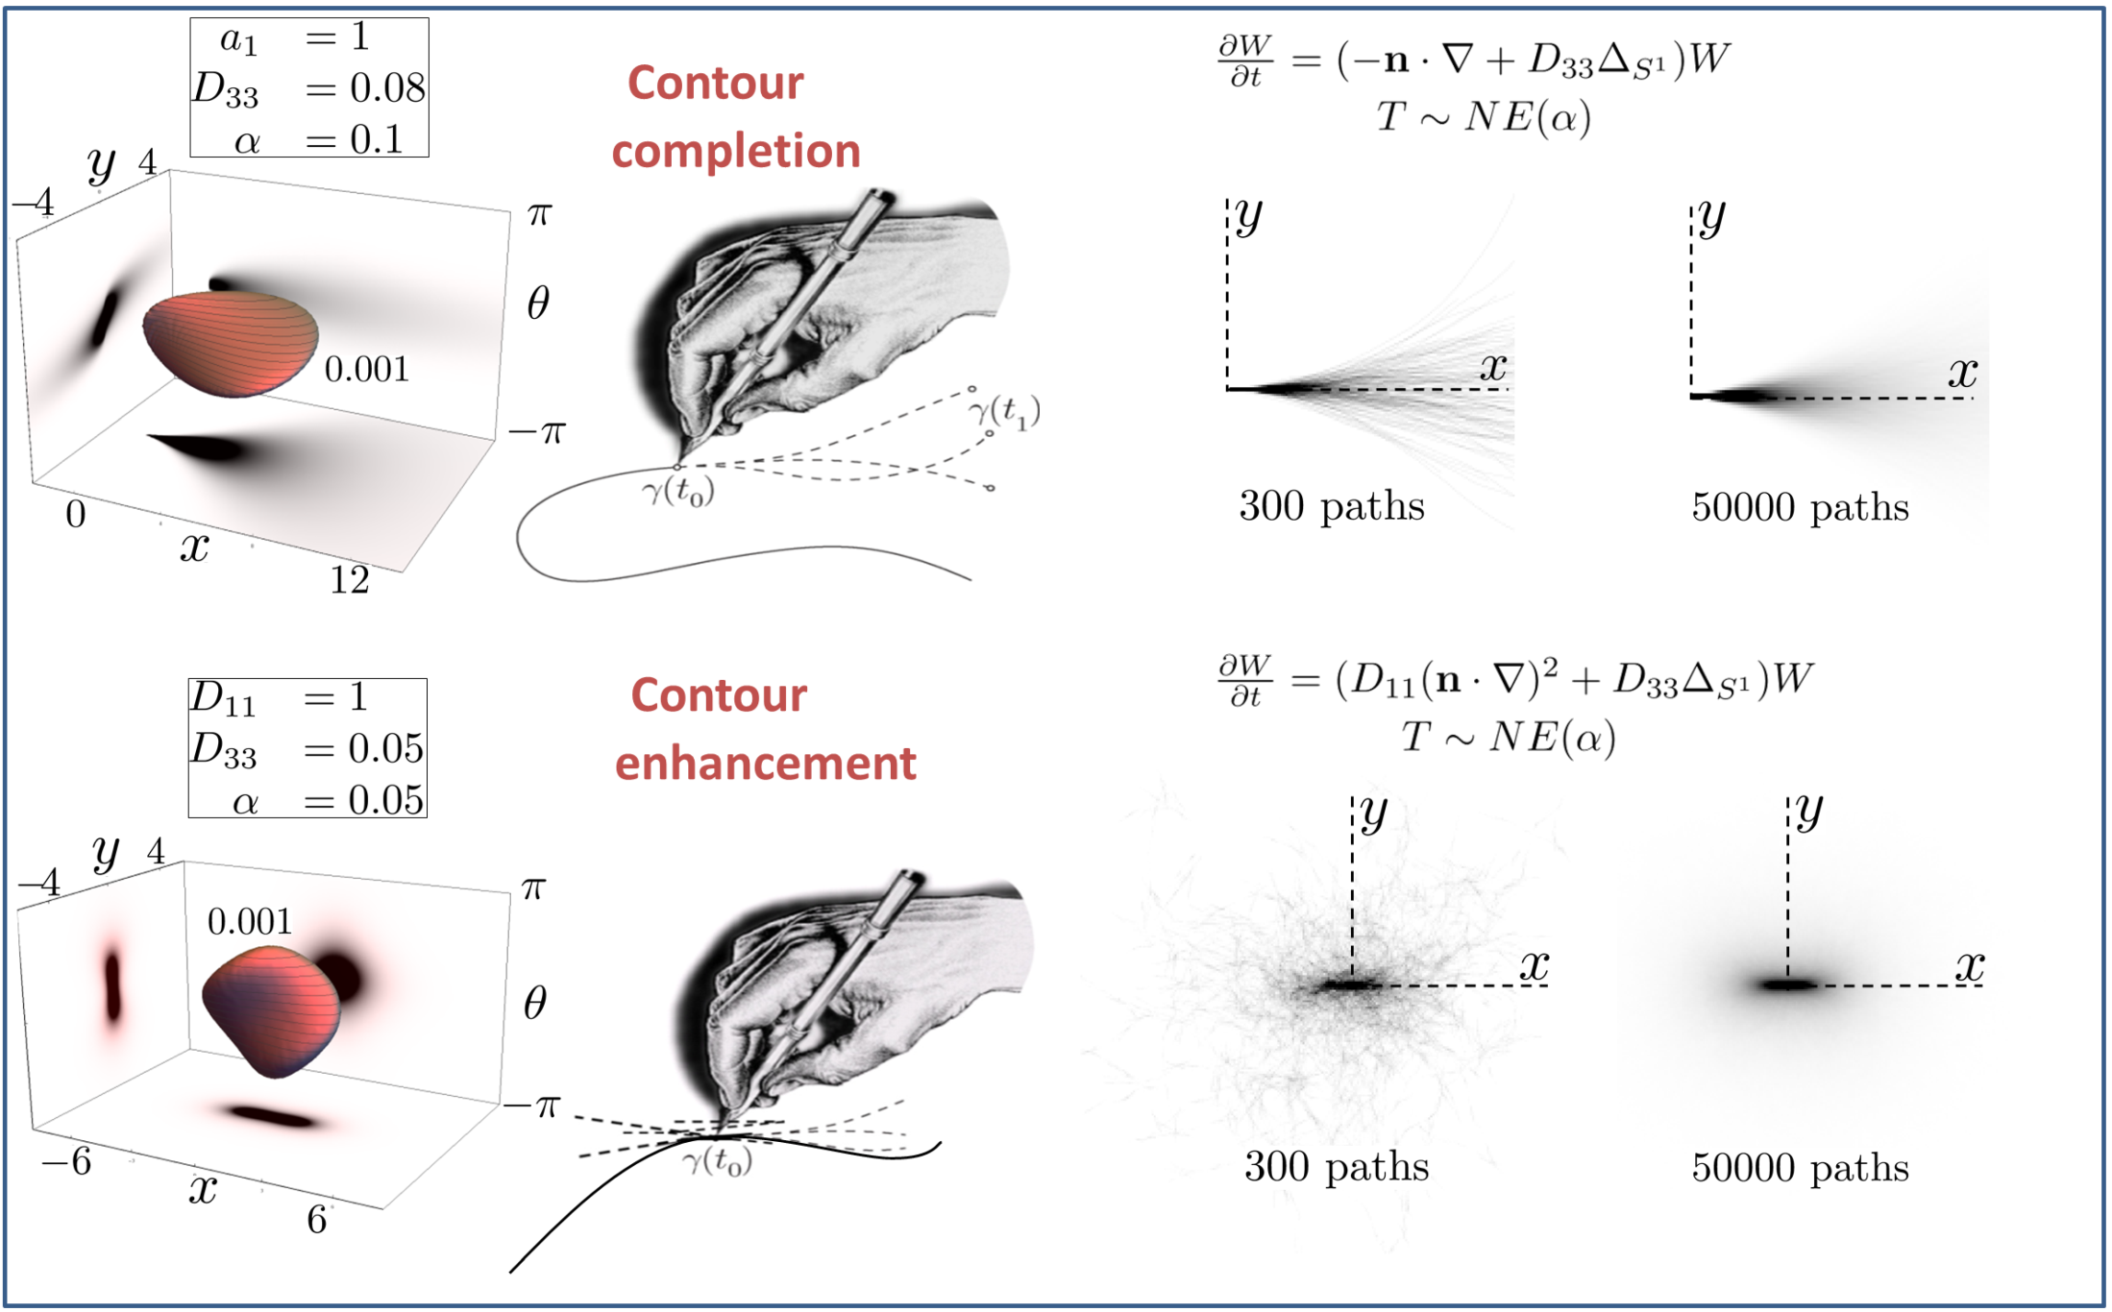 a₁ = 1
D₃₃ = 0.08
α = 0.1
Contour
completion
∂W/∂t = (−n · ∇ + D₃₃Δ_{S¹})W
T ∼ NE(α)
y 4
−4
π
θ
−π
0.001
0
x
12
γ(t₀)
γ(t₁)
y
x
300 paths
y
x
50000 paths
D₁₁ = 1
D₃₃ = 0.05
α = 0.05
Contour
enhancement
∂W/∂t = (D₁₁(n · ∇)² + D₃₃Δ_{S¹})W
T ∼ NE(α)
y 4
−4
π
0.001
θ
−π
−6
x
6
γ(t₀)
y
x
300 paths
y
x
50000 paths